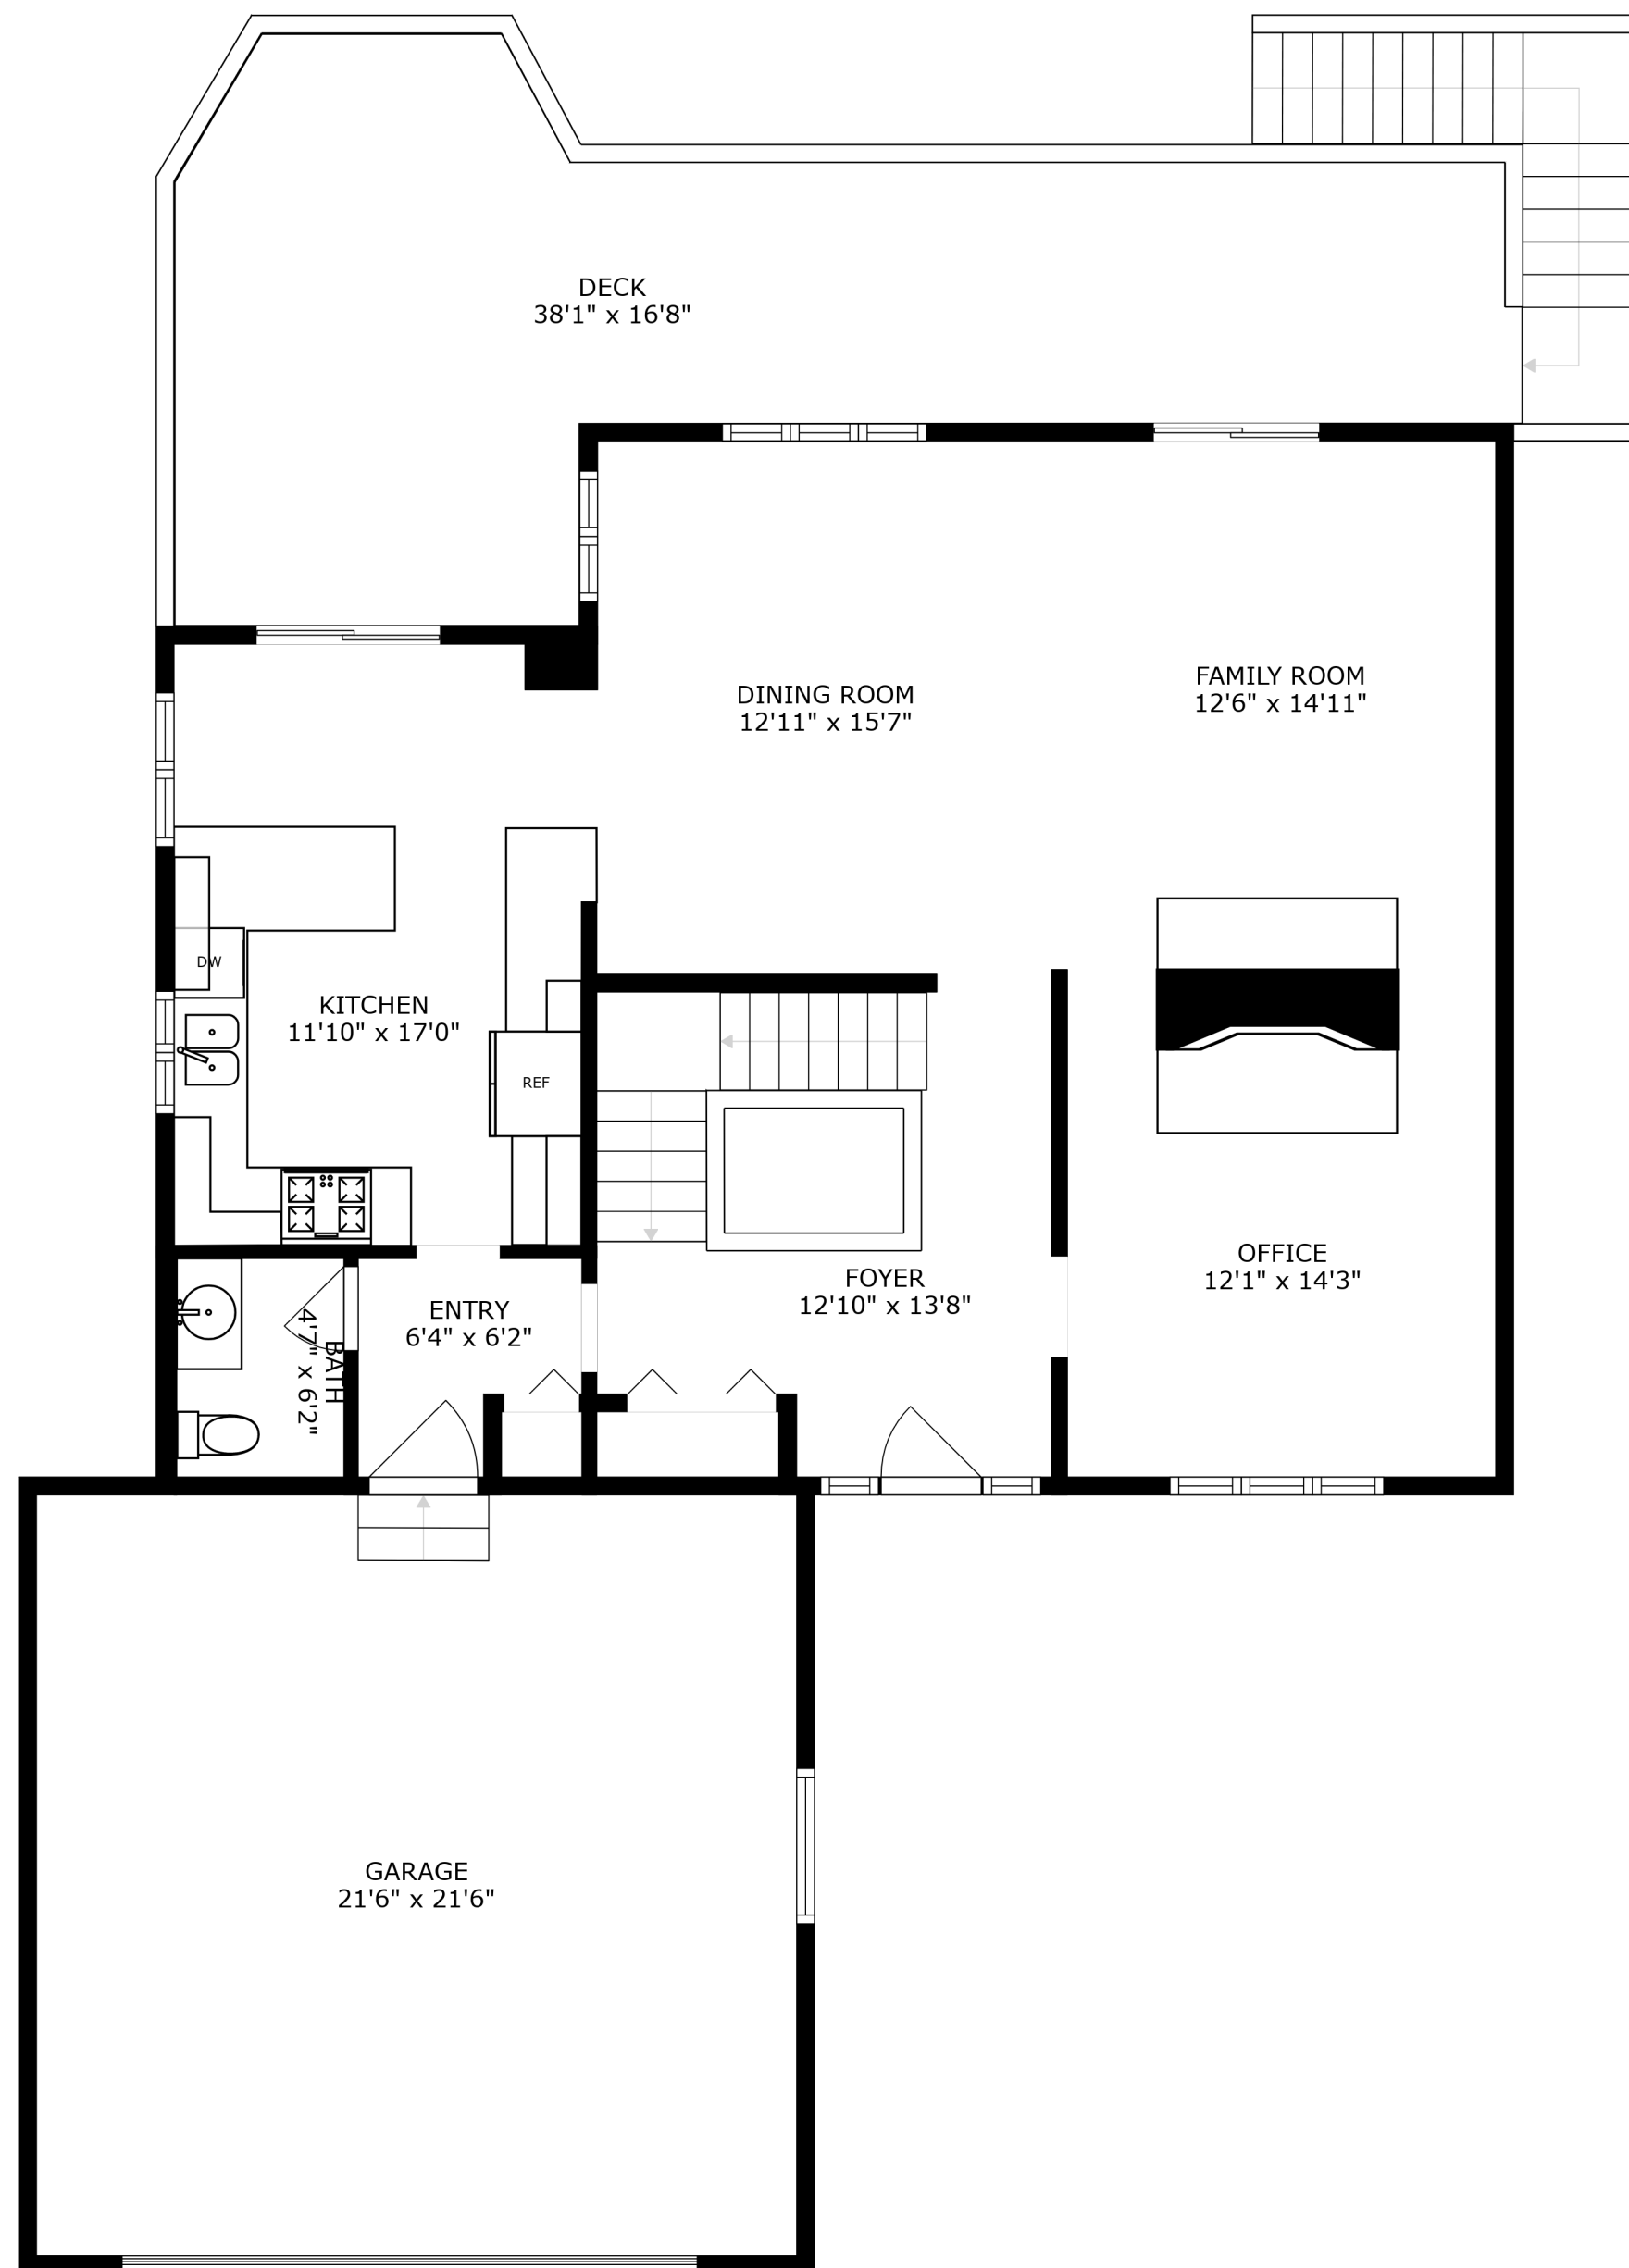 DECK
38'1" x 16'8"
DINING ROOM
12'11" x 15'7"
FAMILY ROOM
12'6" x 14'11"
DW
KITCHEN
11'10" x 17'0"
REF
OFFICE
12'1" x 14'3"
FOYER
12'10" x 13'8"
ENTRY
6'4" x 6'2"
BATH
4'7" x 6'2"
GARAGE
21'6" x 21'6"